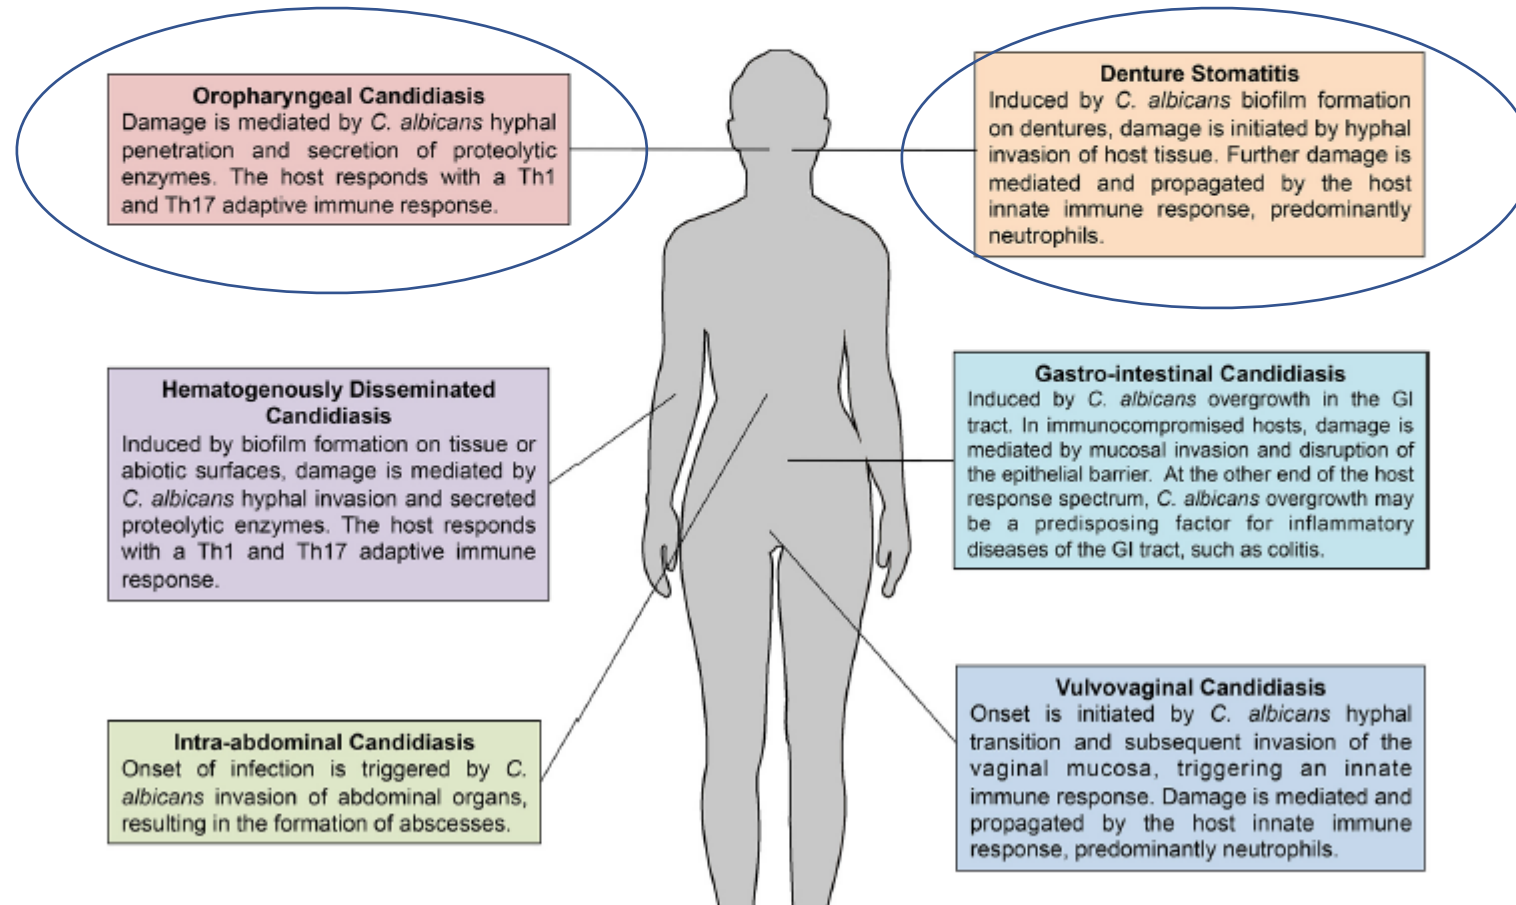 Oropharyngeal Candidiasis
Damage is mediated by C. albicans hyphal
penetration and secretion of proteolytic
enzymes. The host responds with a Th1
and Th17 adaptive immune response.
Denture Stomatitis
Induced by C. albicans biofilm formation
on dentures, damage is initiated by hyphal
invasion of host tissue. Further damage is
mediated and propagated by the host
innate immune response, predominantly
neutrophils.
Hematogenously Disseminated
Candidiasis
Induced by biofilm formation on tissue or
abiotic surfaces, damage is mediated by
C. albicans hyphal invasion and secreted
proteolytic enzymes. The host responds
with a Th1 and Th17 adaptive immune
response.
Gastro-intestinal Candidiasis
Induced by C. albicans overgrowth in the GI
tract. In immunocompromised hosts, damage is
mediated by mucosal invasion and disruption of
the epithelial barrier. At the other end of the host
response spectrum, C. albicans overgrowth may
be a predisposing factor for inflammatory
diseases of the GI tract, such as colitis.
Intra-abdominal Candidiasis
Onset of infection is triggered by C.
albicans invasion of abdominal organs,
resulting in the formation of abscesses.
Vulvovaginal Candidiasis
Onset is initiated by C. albicans hyphal
transition and subsequent invasion of the
vaginal mucosa, triggering an innate
immune response. Damage is mediated and
propagated by the host innate immune
response, predominantly neutrophils.